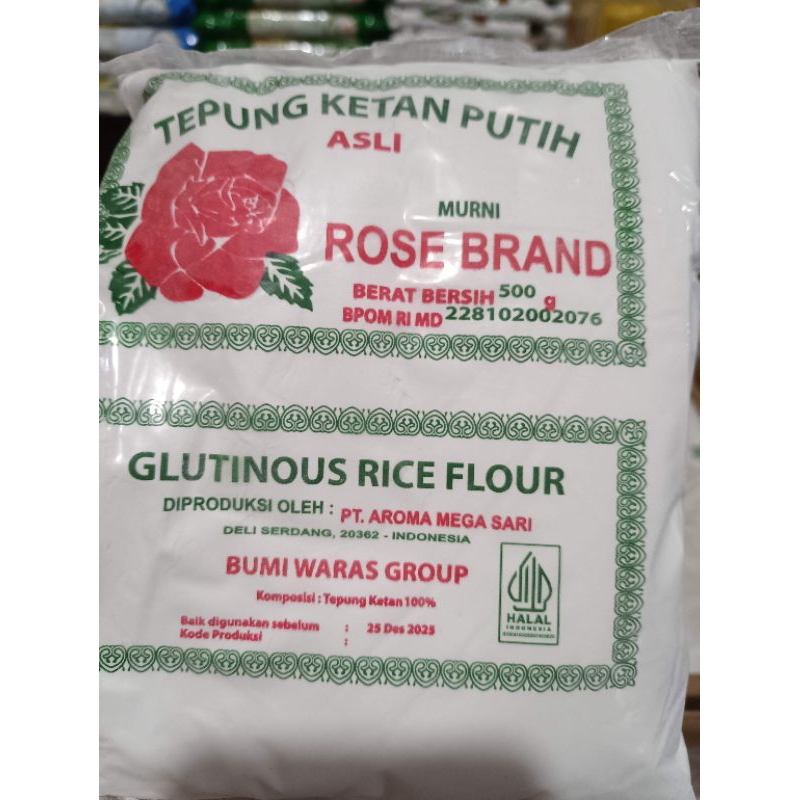 TEPUNG KETAN PUTIH
ASLI
MURNI
ROSE BRAND
BERAT BERSIH 500 g
BPOM RI MD 228102002076
GLUTINOUS RICE FLOUR
DIPRODUKSI OLEH : PT. AROMA MEGA SARI
DELI SERDANG, 20362 - INDONESIA
BUMI WARAS GROUP
Komposisi : Tepung Ketan 100%
HALAL
INDONESIA
Baik digunakan sebelum : 25 Des 2025
Kode Produksi :